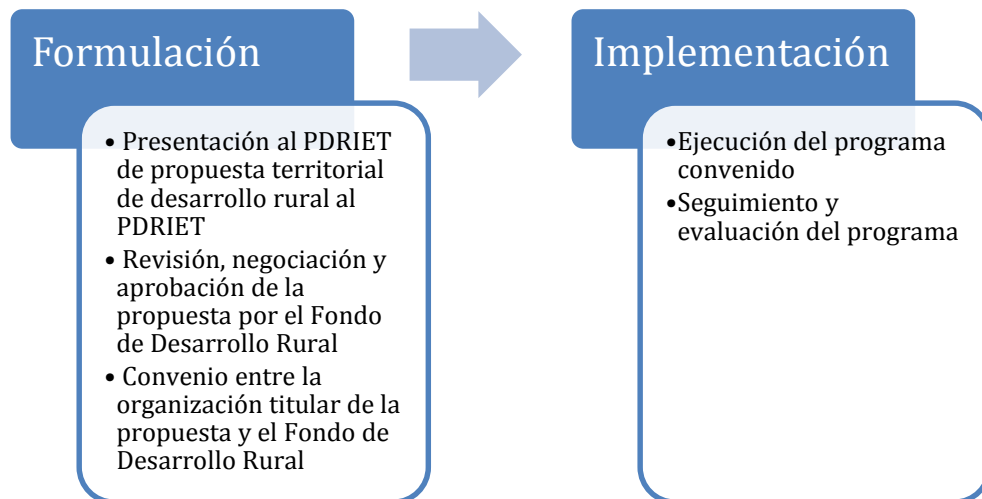 Formulación
• Presentación al PDRIET
de propuesta territorial
de desarrollo rural al
PDRIET
• Revisión, negociación y
aprobación de la
propuesta por el Fondo
de Desarrollo Rural
• Convenio entre la
organización titular de la
propuesta y el Fondo de
Desarrollo Rural
Implementación
•Ejecución del programa
convenido
•Seguimiento y
evaluación del programa